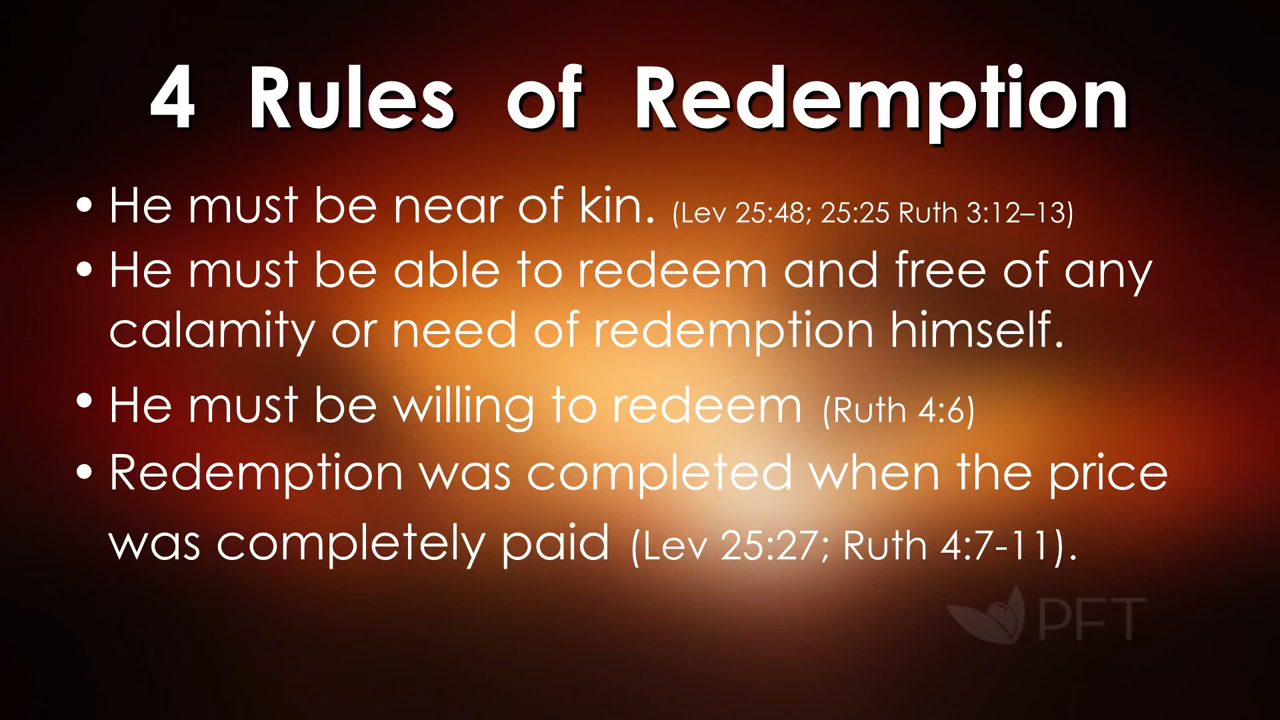 4 Rules of Redemption
• He must be near of kin. (Lev 25:48; 25:25 Ruth 3:12–13)
• He must be able to redeem and free of any
calamity or need of redemption himself.
• He must be willing to redeem (Ruth 4:6)
• Redemption was completed when the price
was completely paid (Lev 25:27; Ruth 4:7-11).
PFT